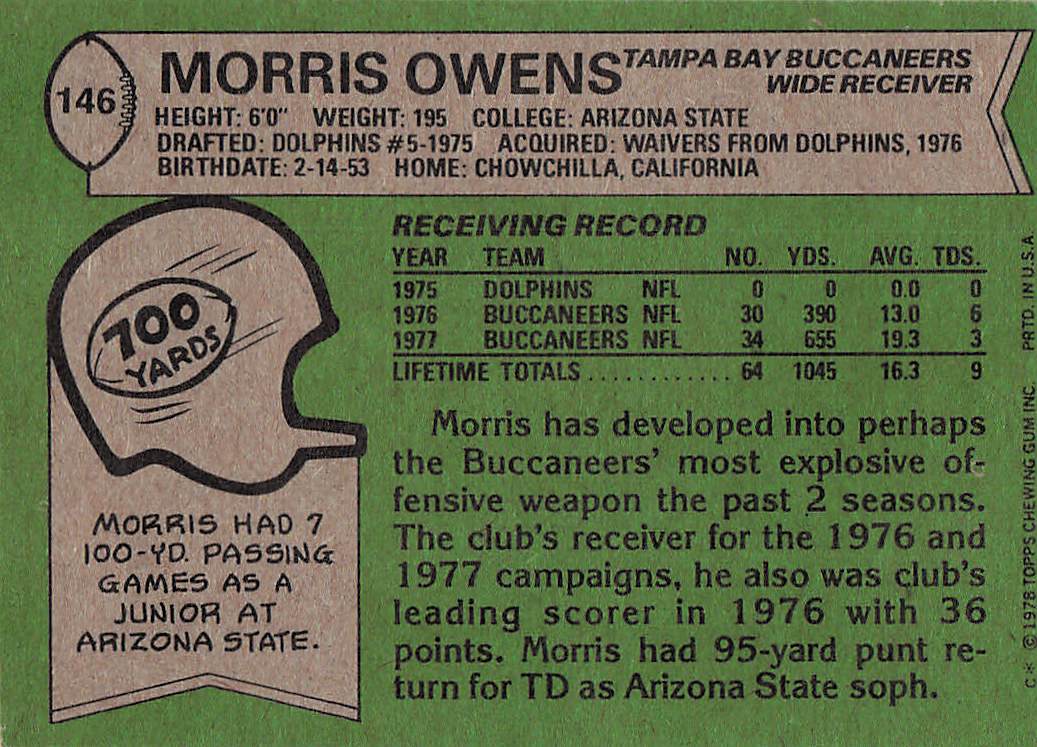 146
MORRIS OWENS
TAMPA BAY BUCCANEERS
WIDE RECEIVER
HEIGHT: 6'0" WEIGHT: 195 COLLEGE: ARIZONA STATE
DRAFTED: DOLPHINS #5-1975 ACQUIRED: WAIVERS FROM DOLPHINS, 1976
BIRTHDATE: 2-14-53 HOME: CHOWCHILLA, CALIFORNIA
700
YARDS
MORRIS HAD 7
100-YD. PASSING
GAMES AS A
JUNIOR AT
ARIZONA STATE.
RECEIVING RECORD
YEAR TEAM NO. YDS. AVG. TDS.
1975 DOLPHINS NFL 0 0 0.0 0
1976 BUCCANEERS NFL 30 390 13.0 6
1977 BUCCANEERS NFL 34 655 19.3 3
LIFETIME TOTALS............ 64 1045 16.3 9
Morris has developed into perhaps
the Buccaneers' most explosive of-
fensive weapon the past 2 seasons.
The club's receiver for the 1976 and
1977 campaigns, he also was club's
leading scorer in 1976 with 36
points. Morris had 95-yard punt re-
turn for TD as Arizona State soph.
C* ©1978 TOPPS CHEWING GUM INC. PRTD. IN U.S.A.